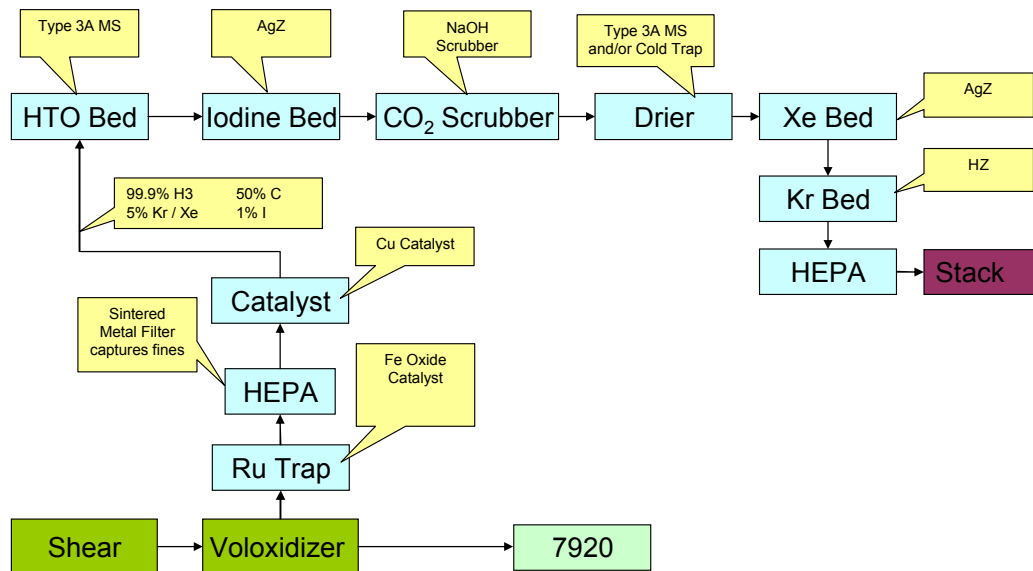 Type 3A MS
AgZ
NaOH
Scrubber
Type 3A MS
and/or Cold Trap
HTO Bed
Iodine Bed
CO₂ Scrubber
Drier
Xe Bed
AgZ
99.9% H3 50% C
5% Kr / Xe 1% I
Kr Bed
HZ
HEPA
Stack
Cu Catalyst
Catalyst
Sintered
Metal Filter
captures fines
HEPA
Fe Oxide
Catalyst
Ru Trap
Shear
Voloxidizer
7920